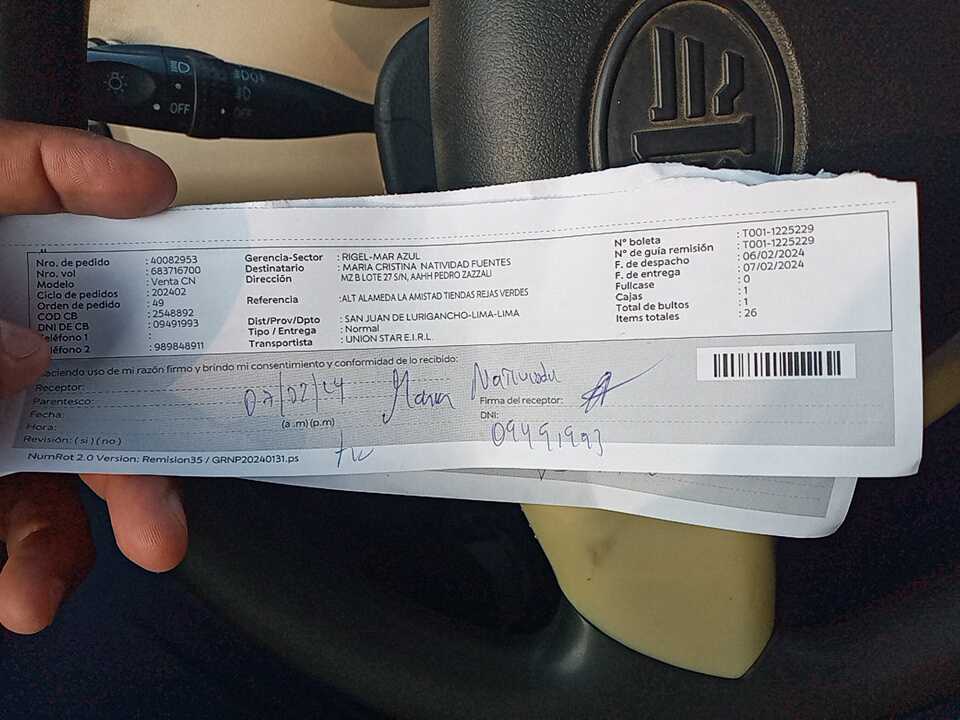 OFF
OFF
Nro. de pedido : 40082953
Nro. vol : 683716700
Modelo : Venta CN
Ciclo de pedidos : 202402
Orden de pedido : 49
COD CB : 2548892
DNI DE CB : 09491993
Teléfono 1 :
Teléfono 2 : 989848911
Gerencia-Sector : RIGEL-MAR AZUL
Destinatario : MARIA CRISTINA NATIVIDAD FUENTES
Dirección MZ B LOTE 27 S/N, AAHH PEDRO ZAZZALI
Referencia : ALT ALAMEDA LA AMISTAD TIENDAS REJAS VERDES
Dist/Prov/Dpto : SAN JUAN DE LURIGANCHO-LIMA-LIMA
Tipo / Entrega : Normal
Transportista : UNION STAR E.I.R.L.
N° boleta : T001-1225229
N° de guía remisión : T001-1225229
F. de despacho : 06/02/2024
F. de entrega : 07/02/2024
Fullcase : 0
Cajas : 1
Total de bultos : 1
Items totales : 26
Haciendo uso de mi razón firmo y brindo mi consentimiento y conformidad de lo recibido:
Receptor:
Parentesco:
Fecha: 07/02/24
Hora: (a .m) (p.m)
Revisión: ( si ) ( no )
Maria Natividad
Firma del receptor:
DNI:
09491993
NumRot 2.0 Version: Remision35 / GRNP20240131.ps